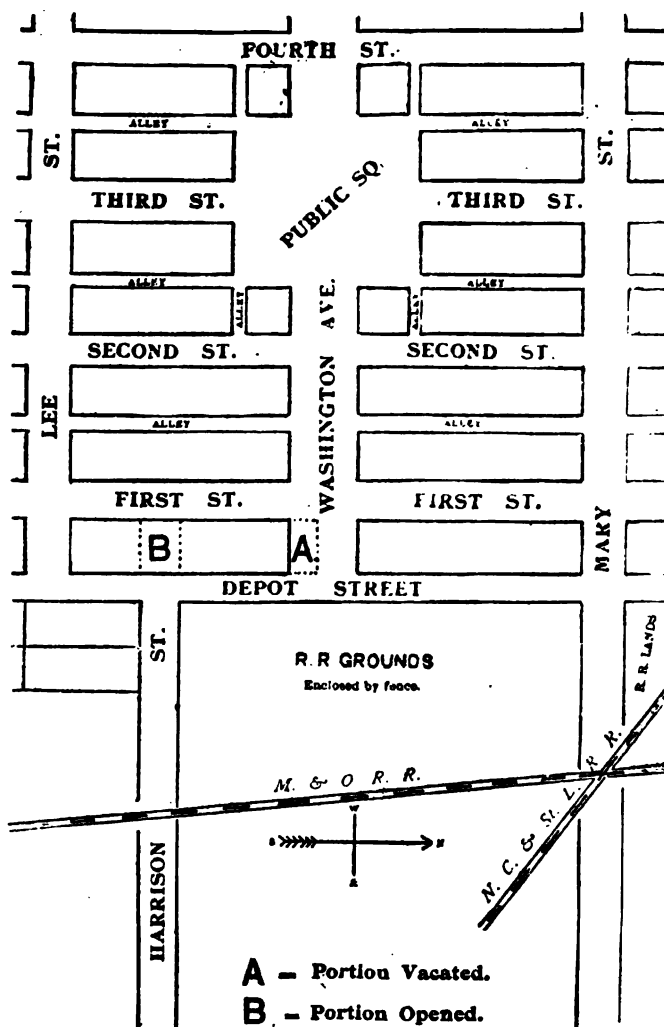 FOURTH ST.
ALLEY
ALLEY
ST.
ST.
THIRD ST.
PUBLIC SQ.
THIRD ST.
ALLEY
ALLEY
ALLEY
ALLEY
WASHINGTON AVE.
SECOND ST.
SECOND ST.
LEE
ALLEY
ALLEY
FIRST ST.
FIRST ST.
MARY
B
A
DEPOT STREET
ST.
R.R GROUNDS
Enclosed by fence.
R. R LANDS
M. & O R. R.
N. C. & St. L. R R.
W
N
HARRISON
A - Portion Vacated.
B - Portion Opened.